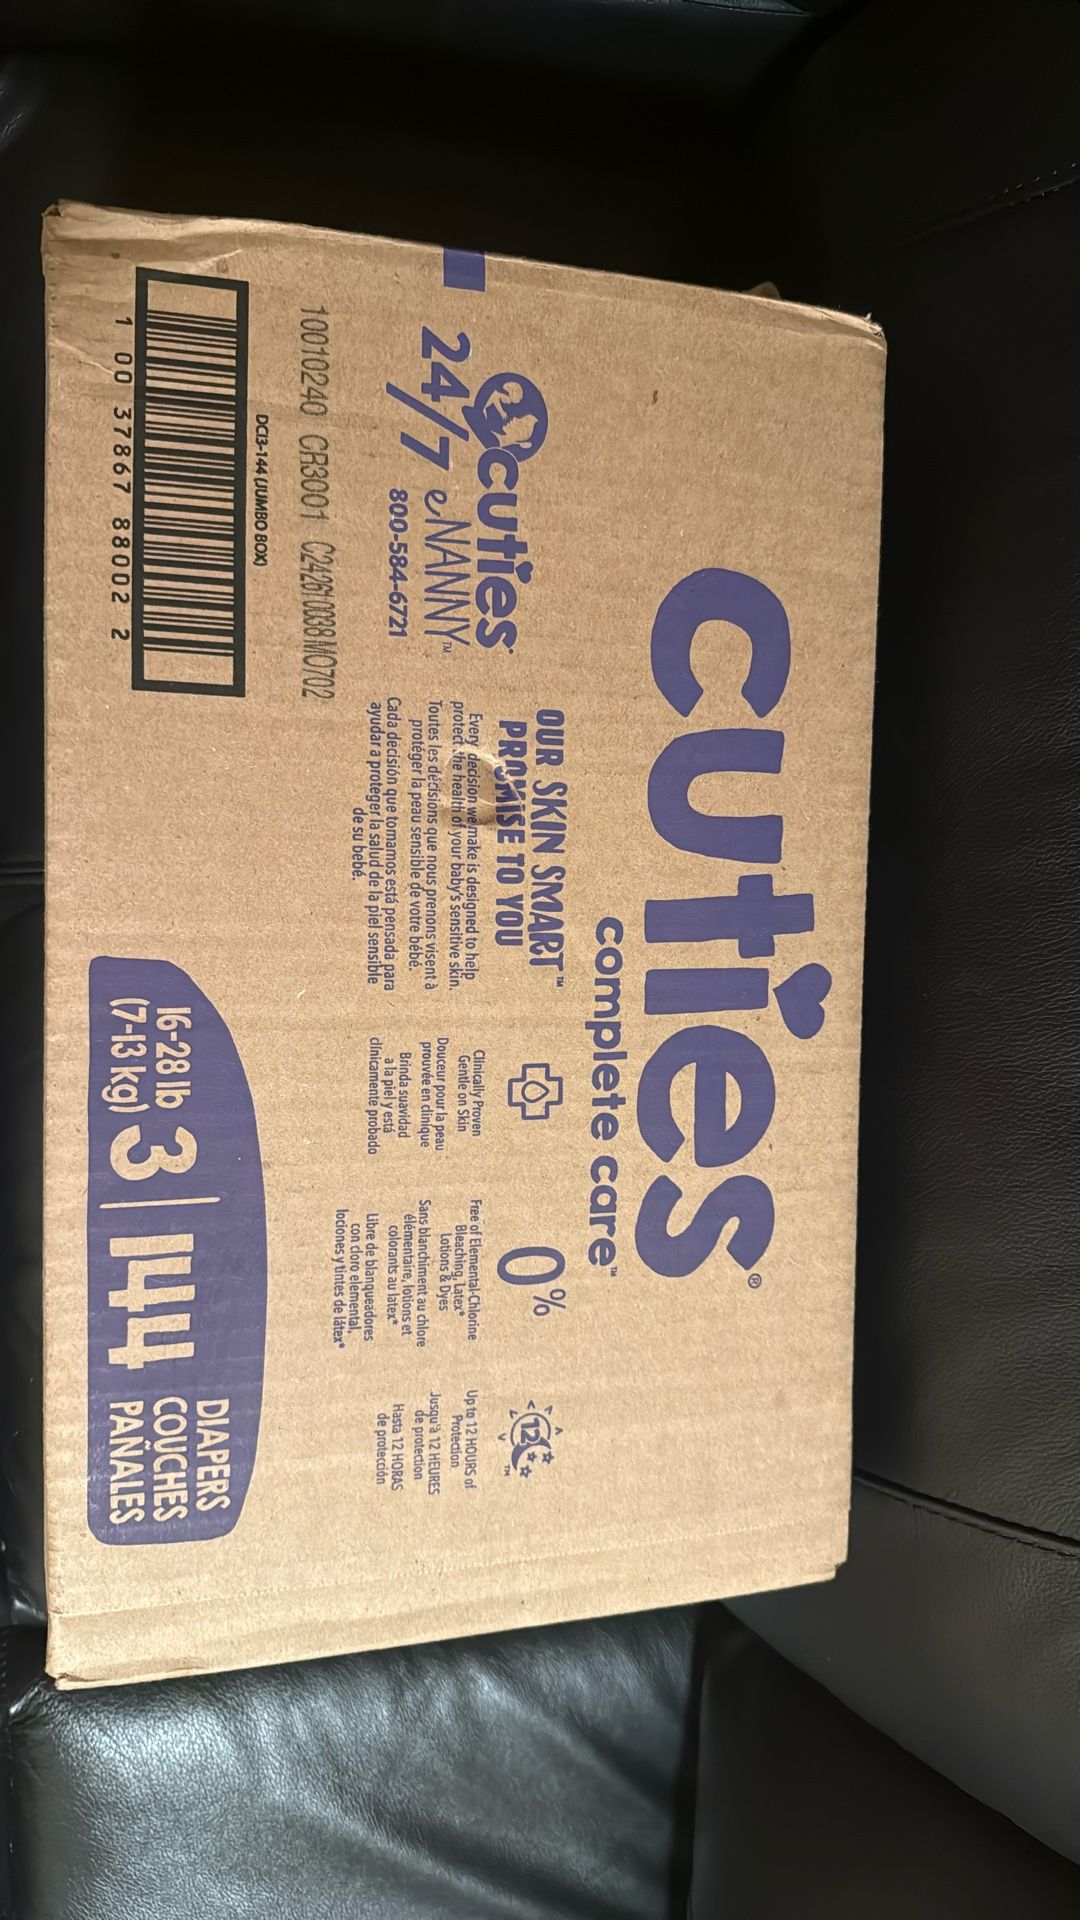 cuties®
complete care™
cuties®
24/7 eNANNY™
800-584-6721
10010240 CR3001 C24261 0038 MO702
DC13-144 (JUMBO BOX)
1 00 37867 88002 2
OUR SKIN SMART™
PROMISE TO YOU
Every decision we make is designed to help
protect the health of your baby's sensitive skin.
Toutes les décisions que nous prenons visent à
protéger la peau sensible de votre bébé.
Cada decisión que tomamos está pensada para
ayudar a proteger la salud de la piel sensible
de su bebé.
Clinically Proven
Gentle on Skin
Douceur pour la peau
prouvée en clinique
Brinda suavidad
a la piel y está
clínicamente probado
0%
Free of Elemental-Chlorine
Bleaching, Latex*
Lotions & Dyes
Sans blanchiment au chlore
élémentaire, lotions et
colorants au latex*
Libre de blanqueadores
con cloro elemental,
lociones y tintes de látex*
12
™
Up to 12 HOURS of
Protection
Jusqu'à 12 HEURES
de protection
Hasta 12 HORAS
de protección
16-28 lb
(7-13 kg)
3 | 144
DIAPERS
COUCHES
PAÑALES